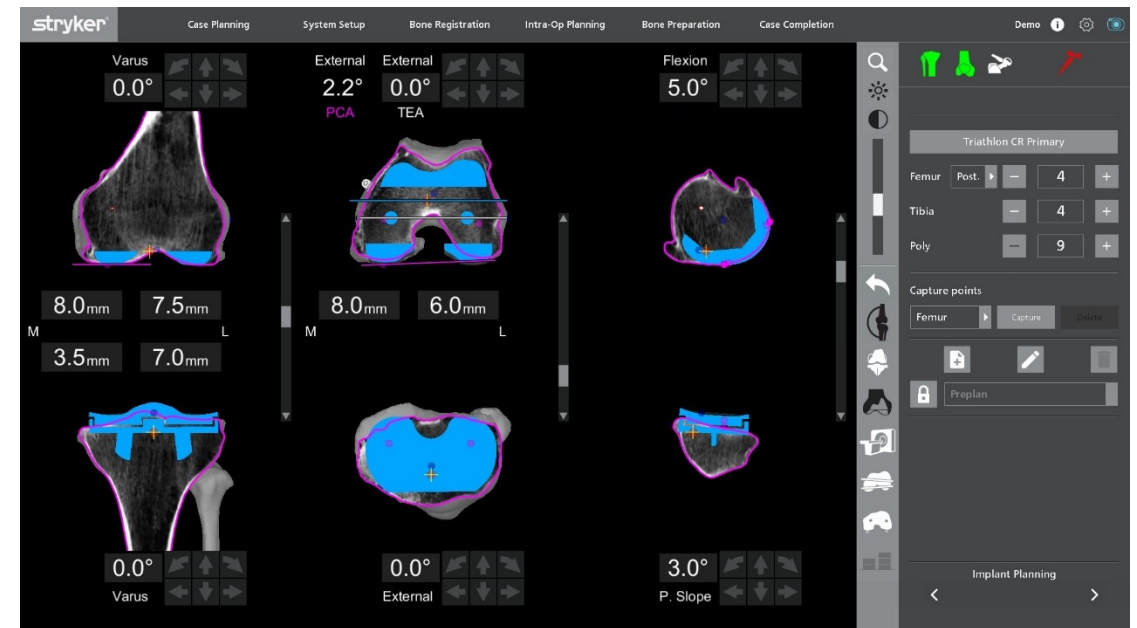 stryker
Case Planning
System Setup
Bone Registration
Intra-Op Planning
Bone Preparation
Case Completion
Demo
Varus
0.0°
External
2.2°
PCA
External
0.0°
TEA
Flexion
5.0°
8.0mm 7.5mm
M L
3.5mm 7.0mm
8.0mm 6.0mm
M L
0.0°
Varus
0.0°
External
3.0°
P. Slope
Triathlon CR Primary
Femur Post. 4
Tibia 4
Poly 9
Capture points
Femur Capture Delete
Preplan
Implant Planning